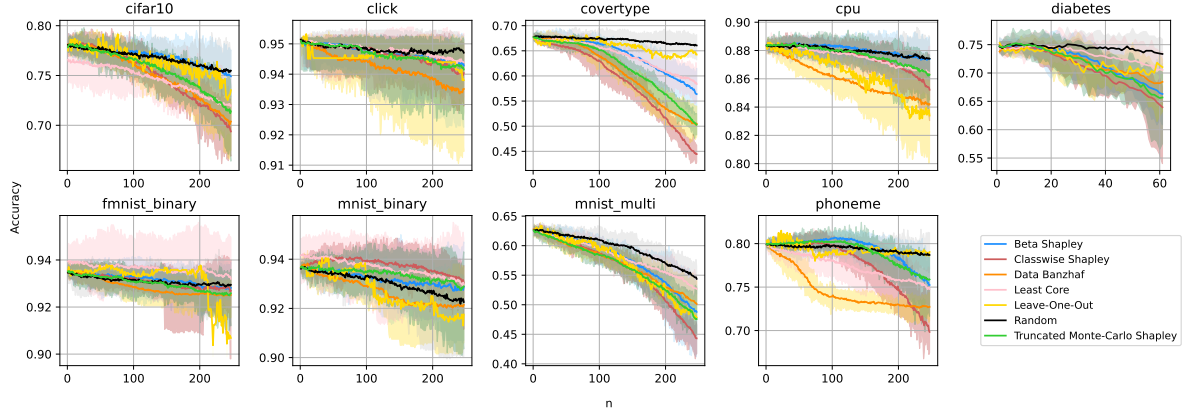 cifar10
click
covertype
cpu
diabetes
0.80
0.75
0.70
0 100 200
0.95
0.94
0.93
0.92
0.91
0 100 200
0.70
0.65
0.60
0.55
0.50
0.45
0 100 200
0.90
0.88
0.86
0.84
0.82
0.80
0 100 200
0.75
0.70
0.65
0.60
0.55
0 20 40 60
Accuracy
fmnist_binary
mnist_binary
mnist_multi
phoneme
0.94
0.92
0.90
0 100 200
0.94
0.92
0.90
0 100 200
0.65
0.60
0.55
0.50
0.45
0.40
0 100 200
0.80
0.75
0.70
0 100 200
Beta Shapley
Classwise Shapley
Data Banzhaf
Least Core
Leave-One-Out
Random
Truncated Monte-Carlo Shapley
n